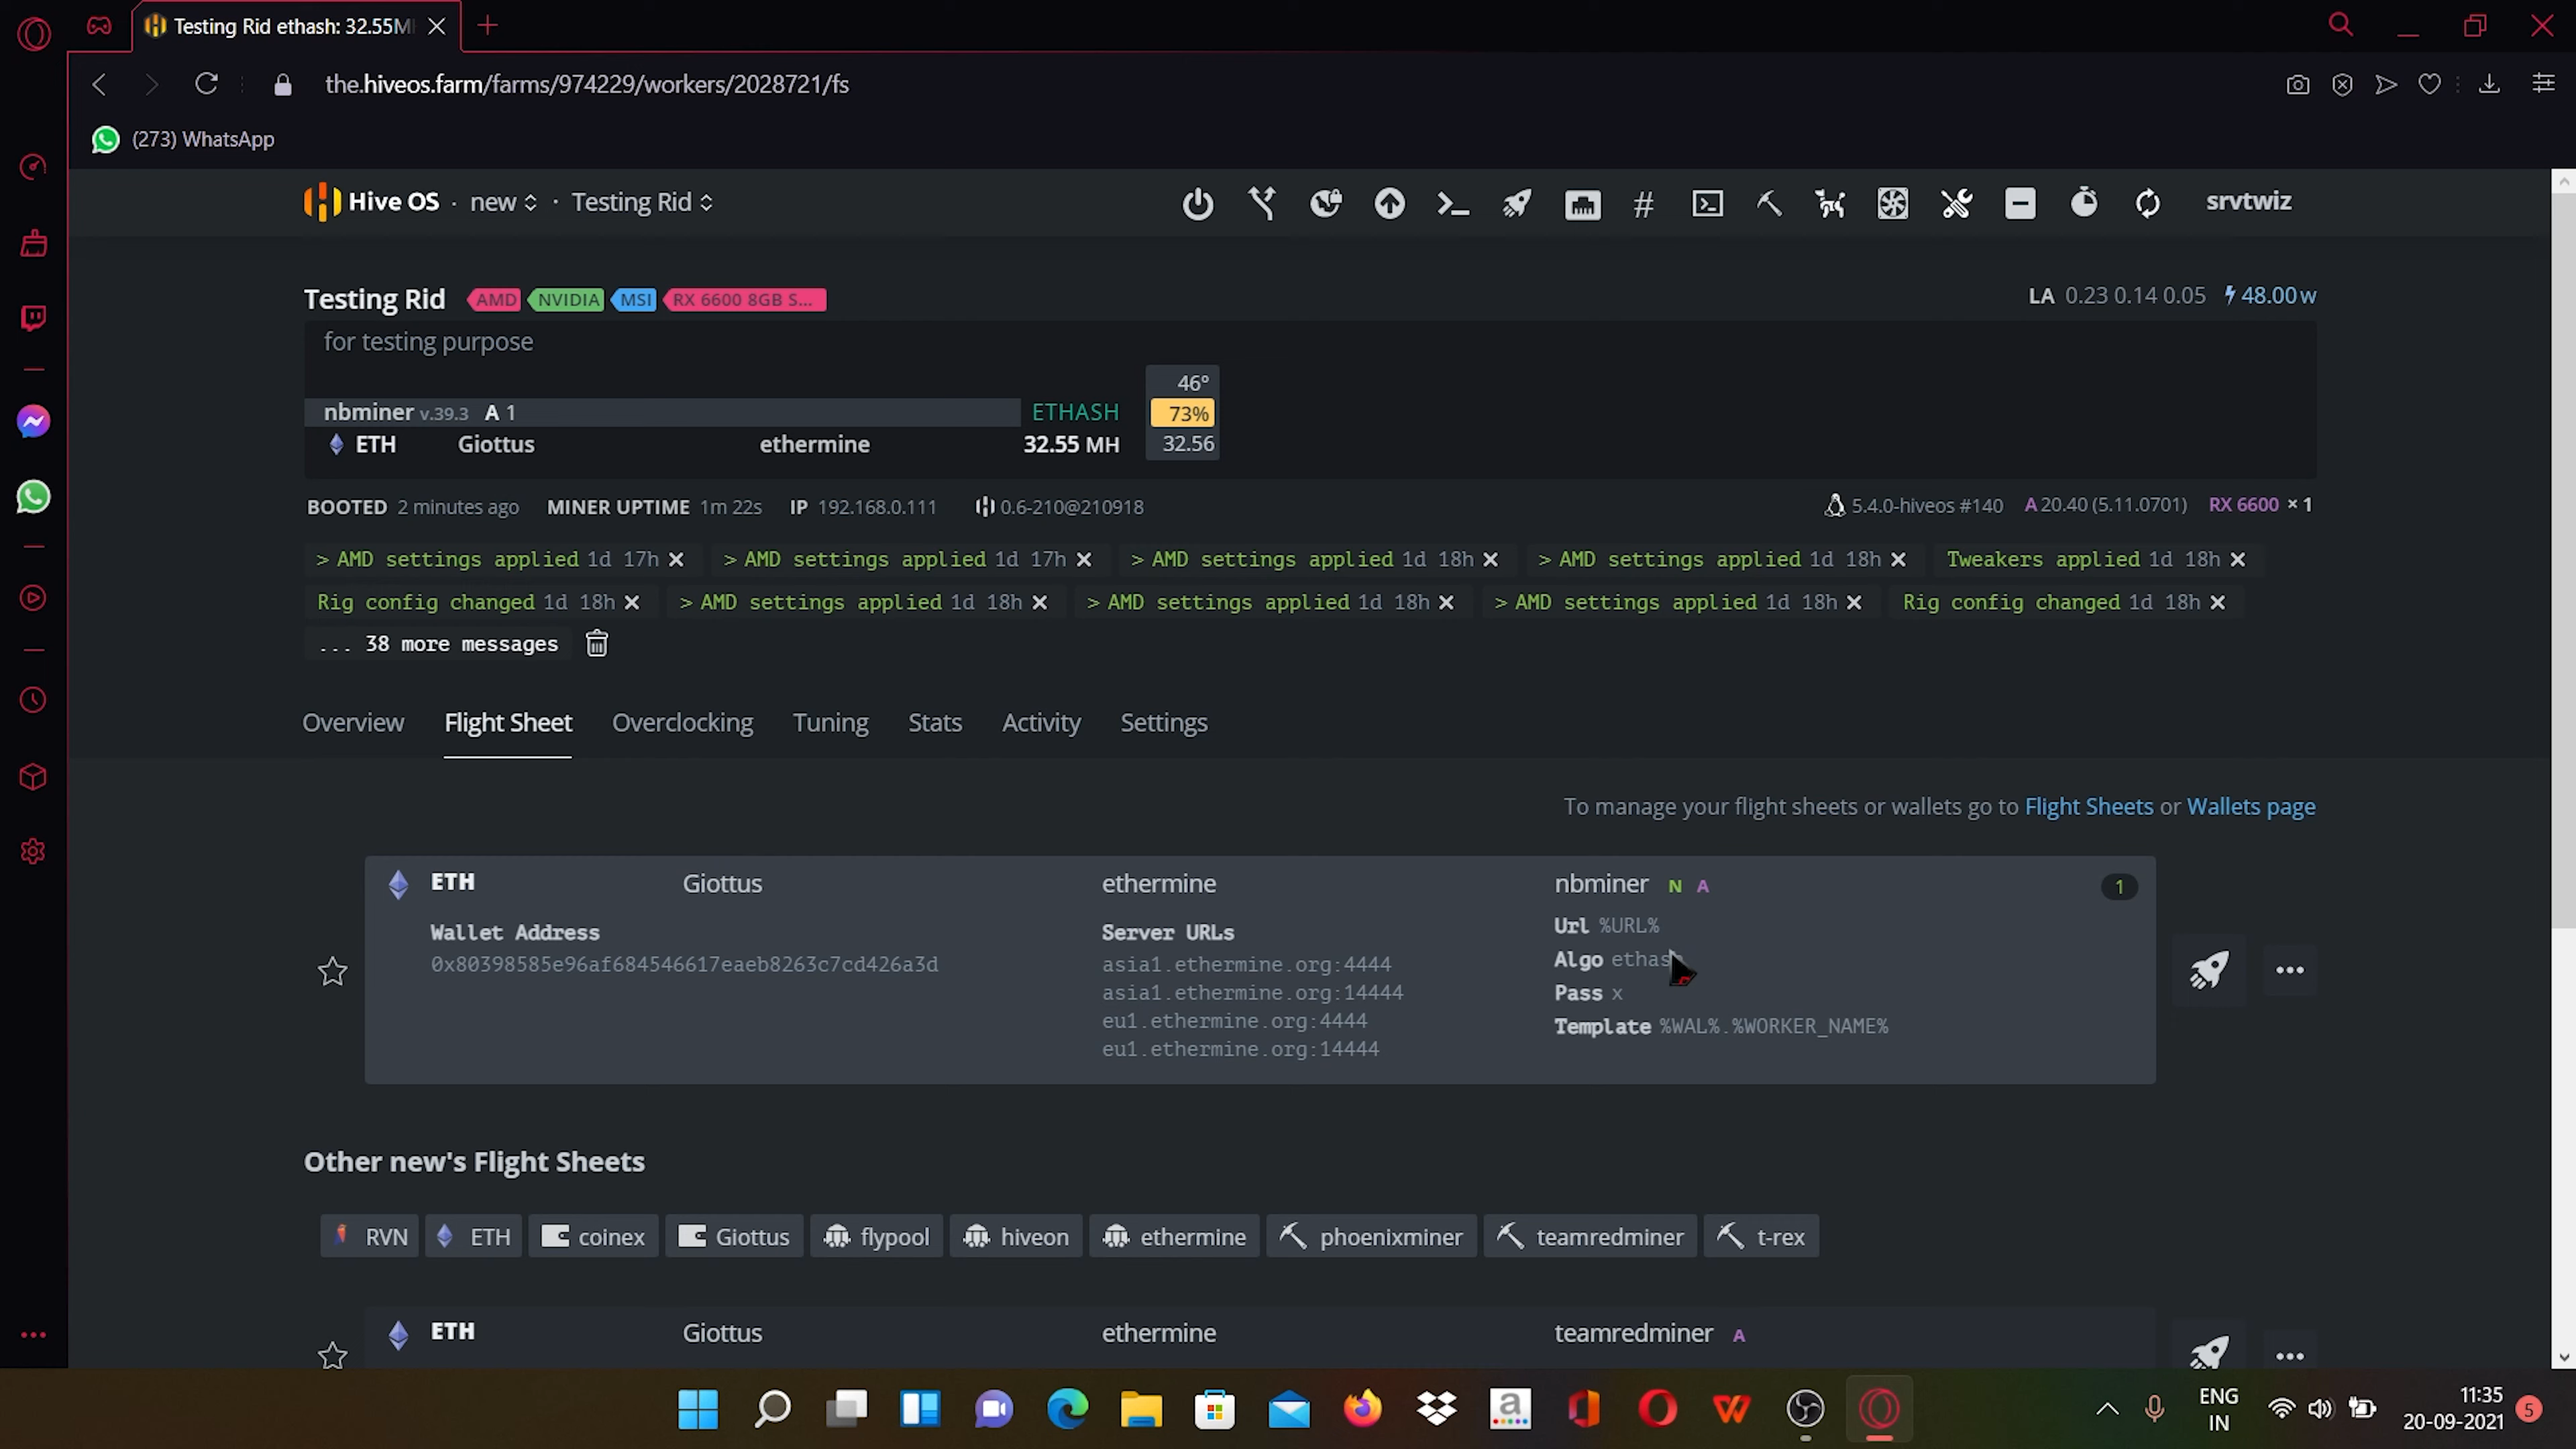 Testing Rid ethash: 32.55M
the.hiveos.farm/farms/974229/workers/2028721/fs
(273) WhatsApp
Hive OS · new · Testing Rid
srvtwiz
Testing Rid AMD NVIDIA MSI RX 6600 8GB S...
LA 0.23 0.14 0.05 48.00 w
for testing purpose
46°
nbminer v.39.3 A 1 ETHASH 73%
ETH Giottus ethermine 32.55 MH 32.56
BOOTED 2 minutes ago MINER UPTIME 1m 22s IP 192.168.0.111 0.6-210@210918 5.4.0-hiveos #140 A 20.40 (5.11.0701) RX 6600 × 1
> AMD settings applied 1d 17h × > AMD settings applied 1d 17h × > AMD settings applied 1d 18h × > AMD settings applied 1d 18h × Tweakers applied 1d 18h ×
Rig config changed 1d 18h × > AMD settings applied 1d 18h × > AMD settings applied 1d 18h × > AMD settings applied 1d 18h × Rig config changed 1d 18h ×
... 38 more messages
Overview Flight Sheet Overclocking Tuning Stats Activity Settings
To manage your flight sheets or wallets go to Flight Sheets or Wallets page
ETH Giottus ethermine nbminer N A 1
Wallet Address
0x80398585e96af684546617eaeb8263c7cd426a3d
Server URLs
asia1.ethermine.org:4444
asia1.ethermine.org:14444
eu1.ethermine.org:4444
eu1.ethermine.org:14444
Url %URL%
Algo ethash
Pass x
Template %WAL%.%WORKER_NAME%
Other new's Flight Sheets
RVN ETH coinex Giottus flypool hiveon ethermine phoenixminer teamredminer t-rex
ETH Giottus ethermine teamredminer A
ENG
IN
11:35
20-09-2021
5